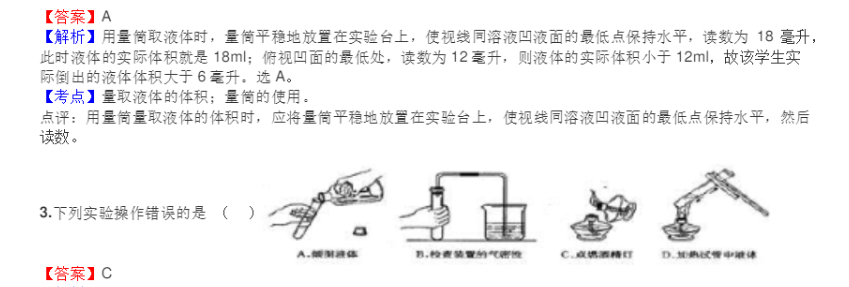 【答案】A
【解析】用量筒取液体时，量筒平稳地放置在实验台上，使视线同溶液凹液面的最低点保持水平，读数为 18 毫升，
此时液体的实际体积就是 18ml；俯视凹面的最低处，读数为 12 毫升，则液体的实际体积小于 12ml，故该学生实
际倒出的液体体积大于 6 毫升。选 A。
【考点】量取液体的体积；量筒的使用。
点评：用量筒量取液体的体积时，应将量筒平稳地放置在实验台上，使视线同溶液凹液面的最低点保持水平，然后
读数。
3.下列实验操作错误的是 （ ）
A.倾倒液体 B.检查装置的气密性 C.点燃酒精灯 D.加热试管中液体
【答案】C